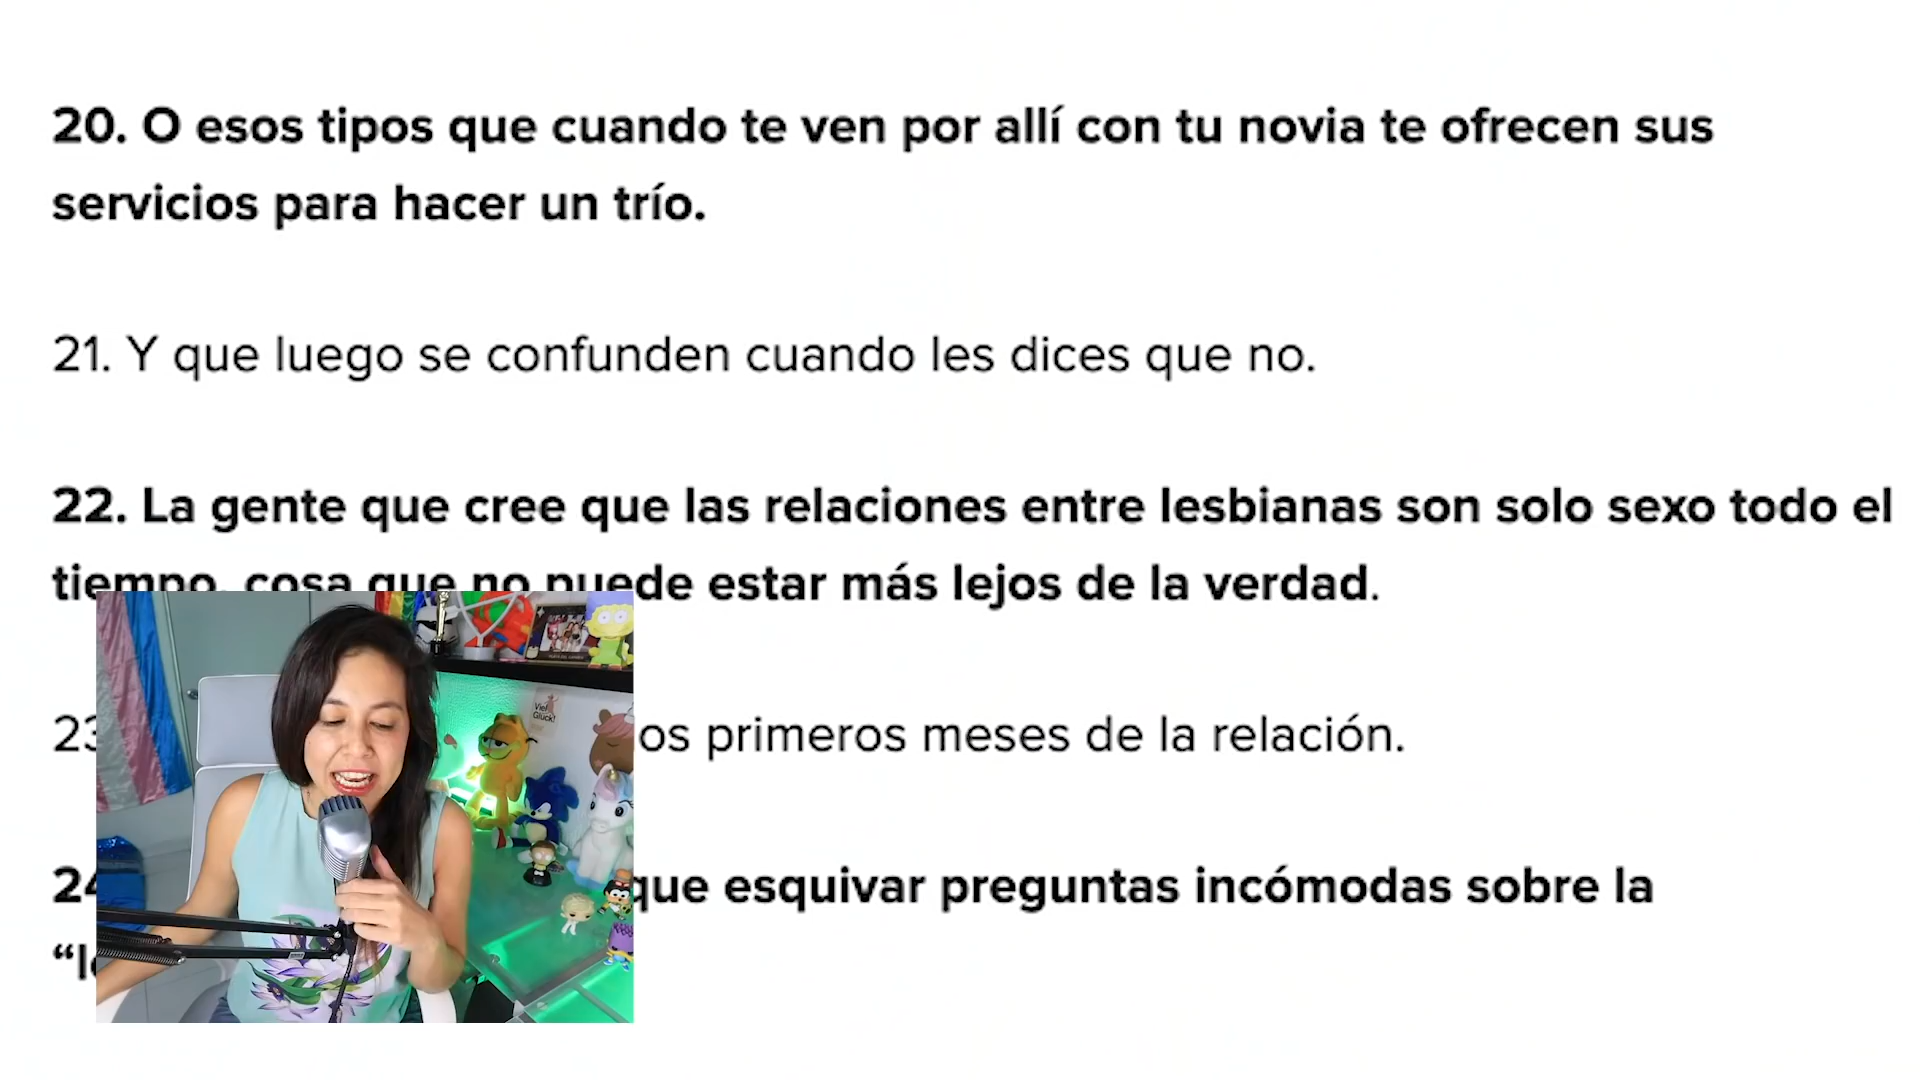 20. O esos tipos que cuando te ven por allí con tu novia te ofrecen sus
servicios para hacer un trío.
21. Y que luego se confunden cuando les dices que no.
22. La gente que cree que las relaciones entre lesbianas son solo sexo todo el
tiempo, cosa que no puede estar más lejos de la verdad.
os primeros meses de la relación.
que esquivar preguntas incómodas sobre la
Viel
Glück!